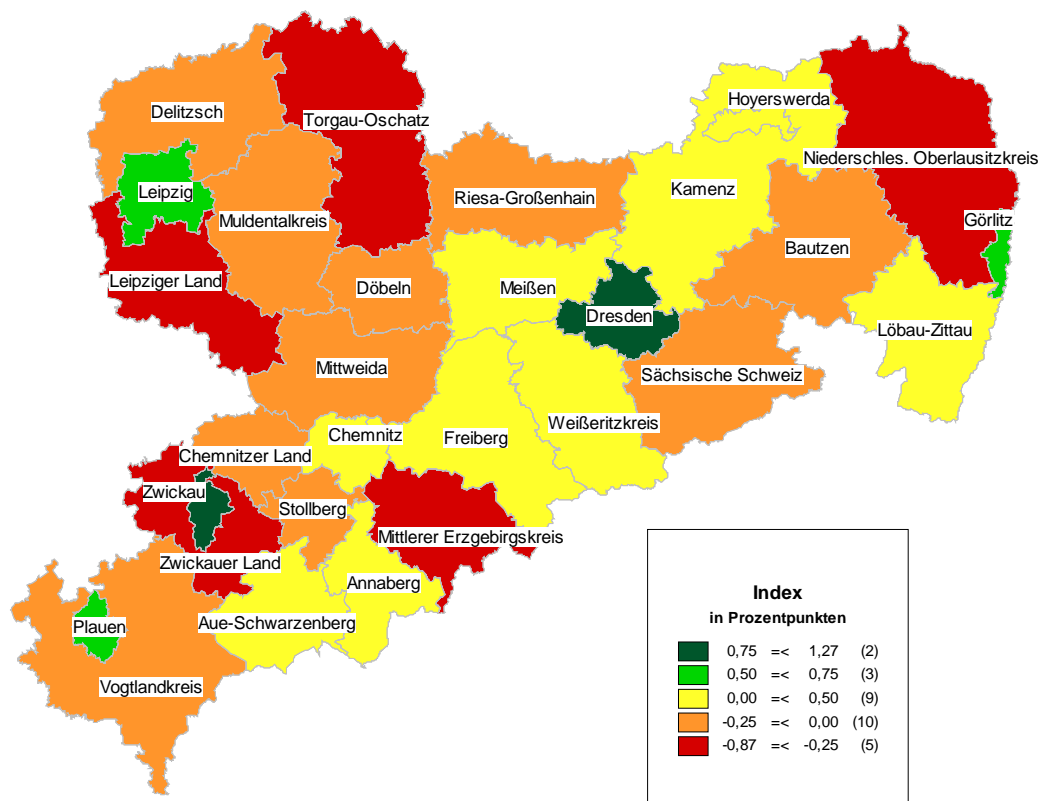 Delitzsch
Hoyerswerda
Torgau-Oschatz
Niederschles. Oberlausitzkreis
Leipzig
Kamenz
Riesa-Großenhain
Muldentalkreis
Görlitz
Bautzen
Leipziger Land
Döbeln
Meißen
Dresden
Löbau-Zittau
Mittweida
Sächsische Schweiz
Weißeritzkreis
Chemnitz
Freiberg
Chemnitzer Land
Zwickau
Stollberg
Mittlerer Erzgebirgskreis
Zwickauer Land
Annaberg
Aue-Schwarzenberg
Plauen
Vogtlandkreis
Index
in Prozentpunkten
0,75 =< 1,27 (2)
0,50 =< 0,75 (3)
0,00 =< 0,50 (9)
-0,25 =< 0,00 (10)
-0,87 =< -0,25 (5)